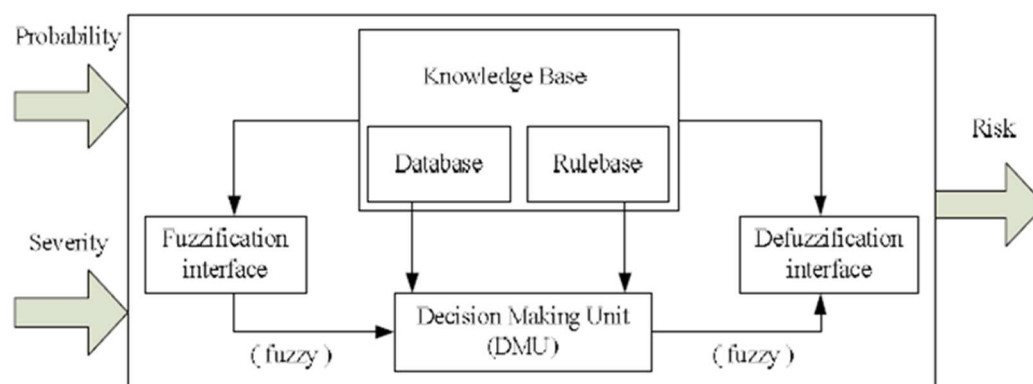 Probability
Severity
Knowledge Base
Database
Rulebase
Fuzzification
interface
Decision Making Unit
(DMU)
Defuzzification
interface
( fuzzy )
( fuzzy )
Risk